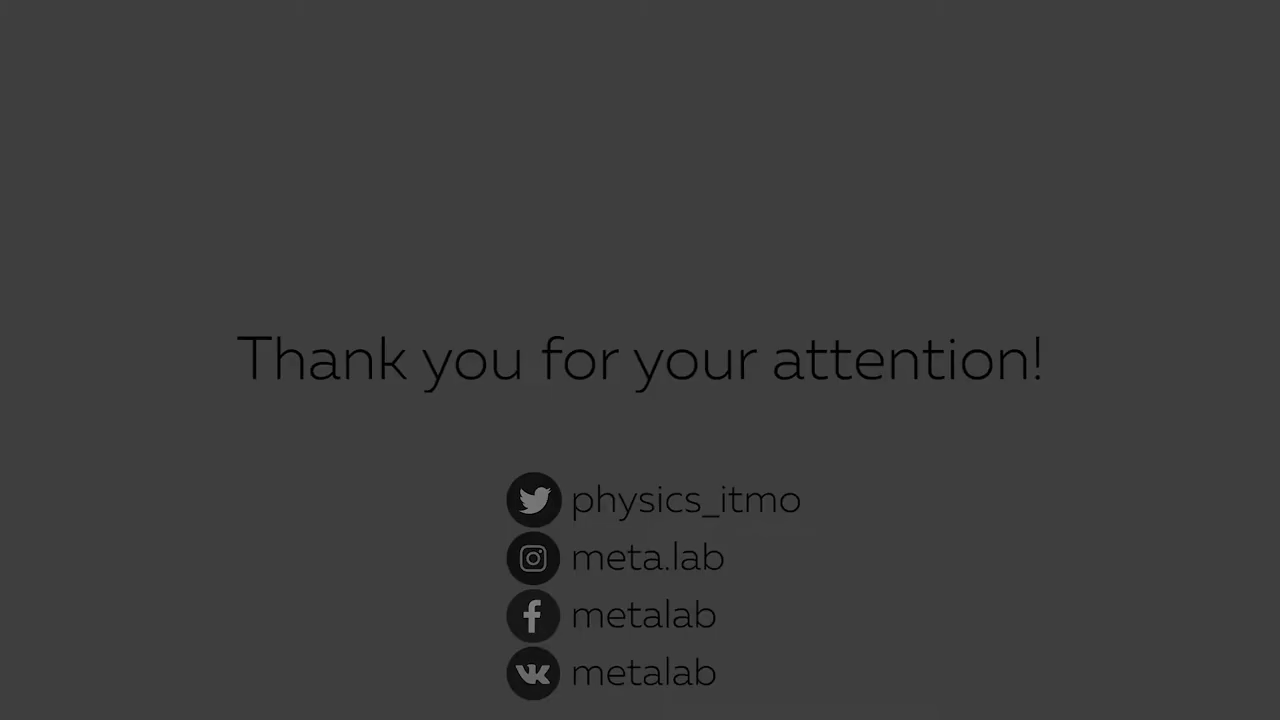 Thank you for your attention!
physics_itmo
meta.lab
metalab
metalab